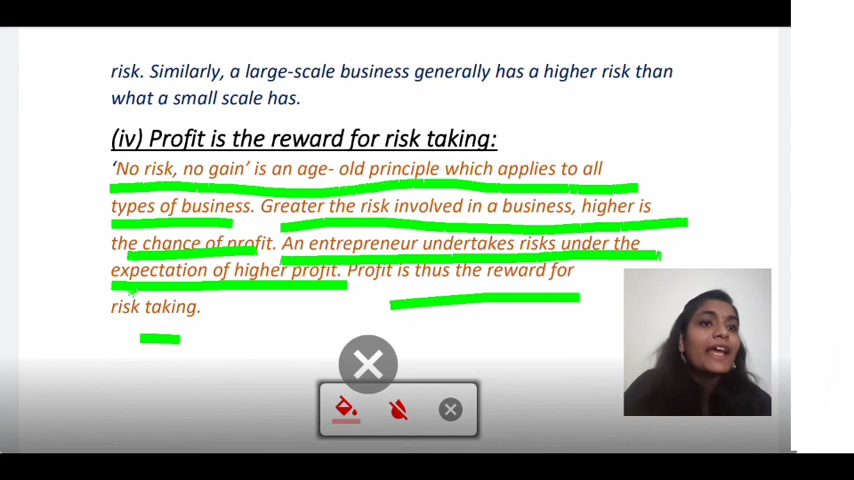 risk. Similarly, a large-scale business generally has a higher risk than
what a small scale has.
(iv) Profit is the reward for risk taking:
‘No risk, no gain’ is an age- old principle which applies to all
types of business. Greater the risk involved in a business, higher is
the chance of profit. An entrepreneur undertakes risks under the
expectation of higher profit. Profit is thus the reward for
risk taking.